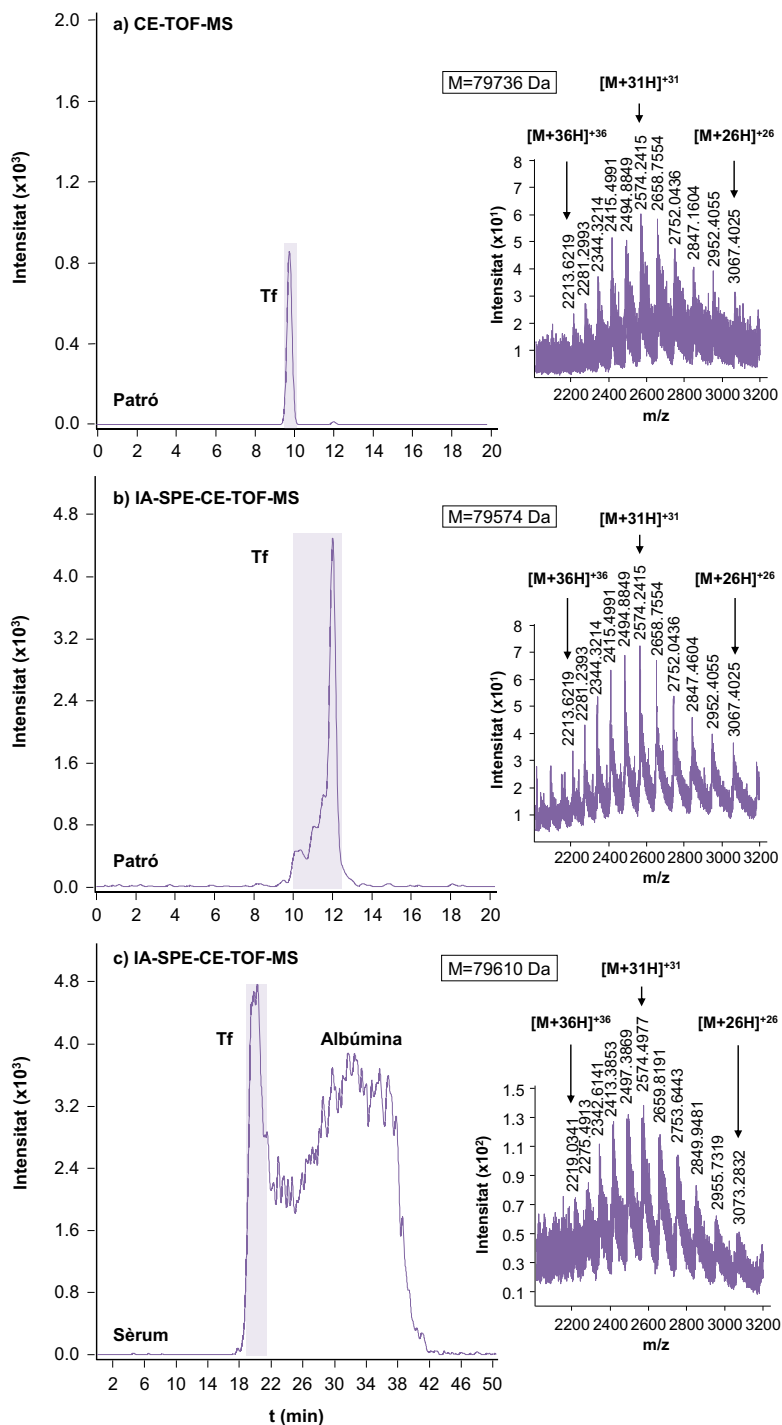 a) CE-TOF-MS
M=79736 Da
[M+31H]+31
[M+36H]+36
[M+26H]+26
2213.6219
2281.2993
2344.3214
2415.4991
2494.8849
2574.2415
2658.7554
2752.0436
2847.1604
2952.4055
3067.4025
Intensitat (x10¹)
8
7
6
5
4
3
2
1
2200 2400 2600 2800 3000 3200
m/z
Intensitat (x10³)
2.0
1.6
1.2
0.8
0.4
0.0
Tf
Patró
0 2 4 6 8 10 12 14 16 18 20
b) IA-SPE-CE-TOF-MS
M=79574 Da
[M+31H]+31
[M+36H]+36
[M+26H]+26
2213.6219
2281.2393
2344.3214
2415.4991
2494.8849
2574.2415
2658.7554
2752.0436
2847.4604
2952.4055
3067.4025
Intensitat (x10¹)
8
7
6
5
4
3
2
1
2200 2400 2600 2800 3000 3200
m/z
Intensitat (x10³)
4.8
4.0
3.2
2.4
1.6
0.8
0.0
Tf
Patró
0 2 4 6 8 10 12 14 16 18 20
c) IA-SPE-CE-TOF-MS
M=79610 Da
[M+31H]+31
[M+36H]+36
[M+26H]+26
2219.0341
2275.4913
2342.6141
2413.3853
2497.3869
2574.4977
2659.8191
2753.6443
2849.9481
2955.7319
3073.2832
Intensitat (x10²)
1.5
1.3
1.1
0.9
0.7
0.5
0.3
0.1
2200 2400 2600 2800 3000 3200
m/z
Intensitat (x10³)
4.8
4.0
3.2
2.4
1.6
0.8
0.0
Tf
Albúmina
Sèrum
2 6 10 14 18 22 26 30 34 38 42 46 50
t (min)